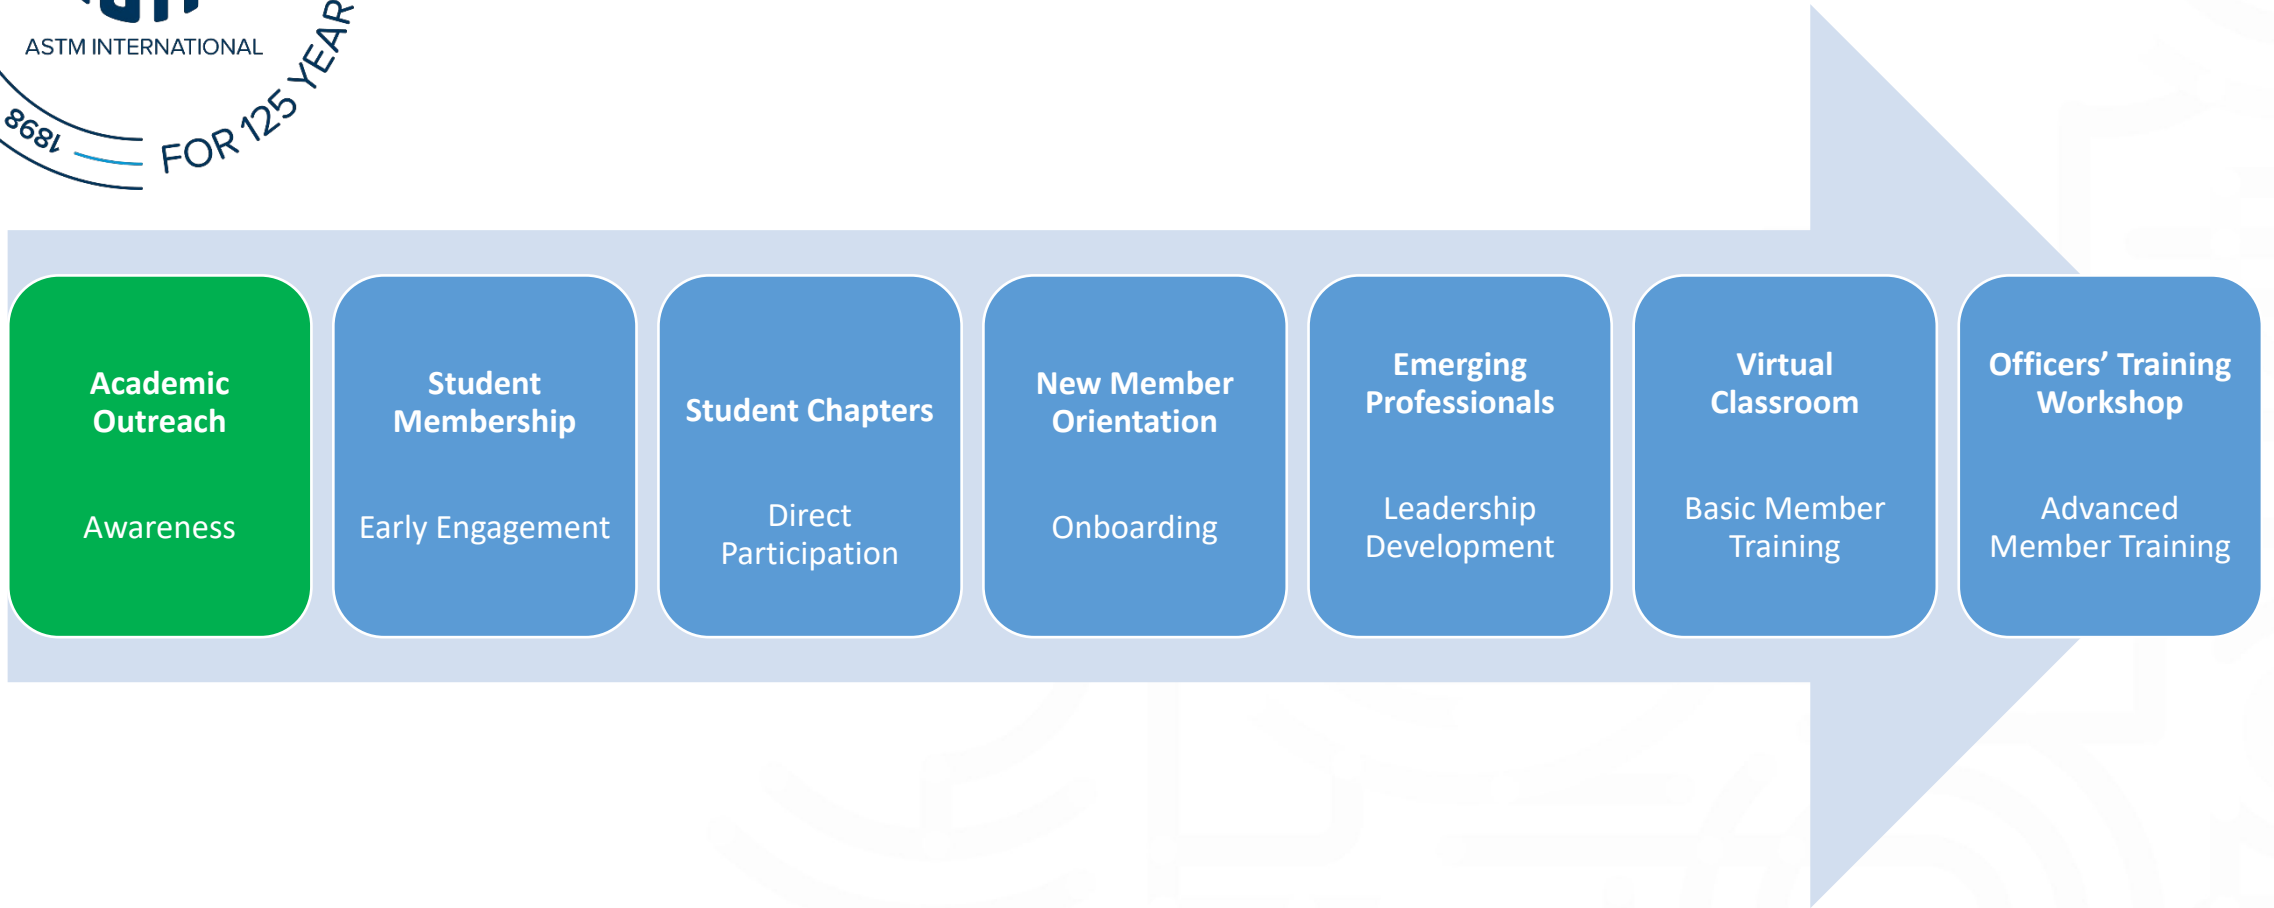 ASTM INTERNATIONAL
1898
FOR 125 YEAR
Academic
Outreach
Awareness
Student
Membership
Early Engagement
Student Chapters
Direct
Participation
New Member
Orientation
Onboarding
Emerging
Professionals
Leadership
Development
Virtual
Classroom
Basic Member
Training
Officers’ Training
Workshop
Advanced
Member Training